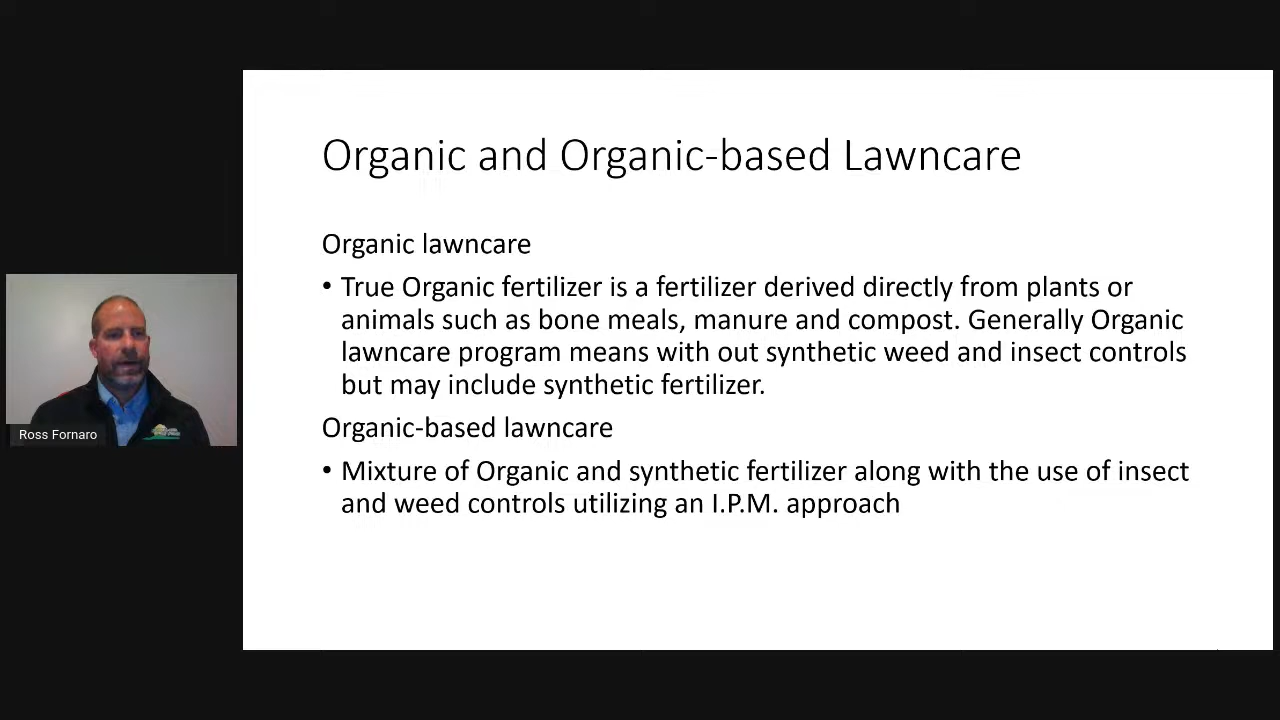 Organic and Organic-based Lawncare
Organic lawncare
• True Organic fertilizer is a fertilizer derived directly from plants or
animals such as bone meals, manure and compost. Generally Organic
lawncare program means with out synthetic weed and insect controls
but may include synthetic fertilizer.
Organic-based lawncare
• Mixture of Organic and synthetic fertilizer along with the use of insect
and weed controls utilizing an I.P.M. approach
Ross Fornaro